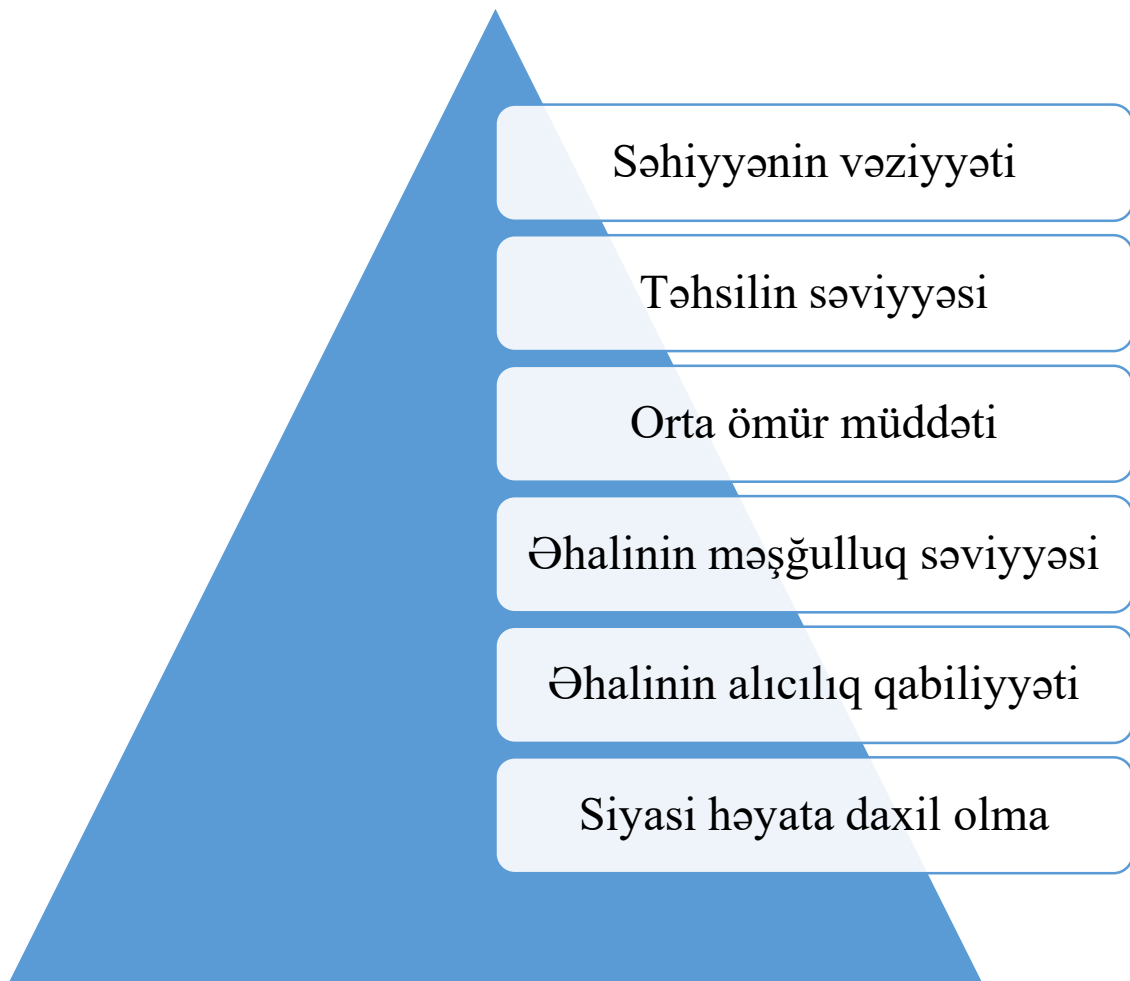 Səhiyyənin vəziyyəti
Təhsilin səviyyəsi
Orta ömür müddəti
Əhalinin məşğulluq səviyyəsi
Əhalinin alıcılıq qabiliyyəti
Siyasi həyata daxil olma